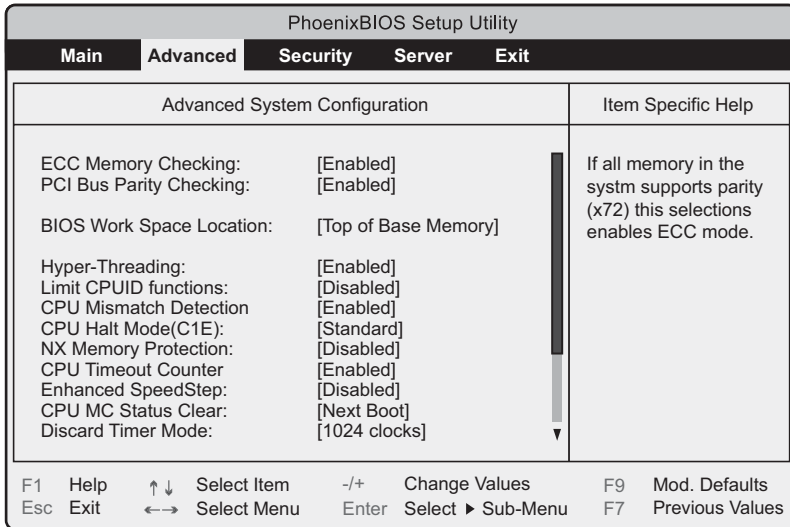 PhoenixBIOS Setup Utility
Main Advanced Security Server Exit
Advanced System Configuration
ECC Memory Checking: [Enabled]
PCI Bus Parity Checking: [Enabled]
BIOS Work Space Location: [Top of Base Memory]
Hyper-Threading: [Enabled]
Limit CPUID functions: [Disabled]
CPU Mismatch Detection [Enabled]
CPU Halt Mode(C1E): [Standard]
NX Memory Protection: [Disabled]
CPU Timeout Counter [Enabled]
Enhanced SpeedStep: [Disabled]
CPU MC Status Clear: [Next Boot]
Discard Timer Mode: [1024 clocks]
Item Specific Help
If all memory in the
systm supports parity
(x72) this selections
enables ECC mode.
F1 Help ↑↓ Select Item -/+ Change Values F9 Mod. Defaults
Esc Exit ←→ Select Menu Enter Select ▶ Sub-Menu F7 Previous Values